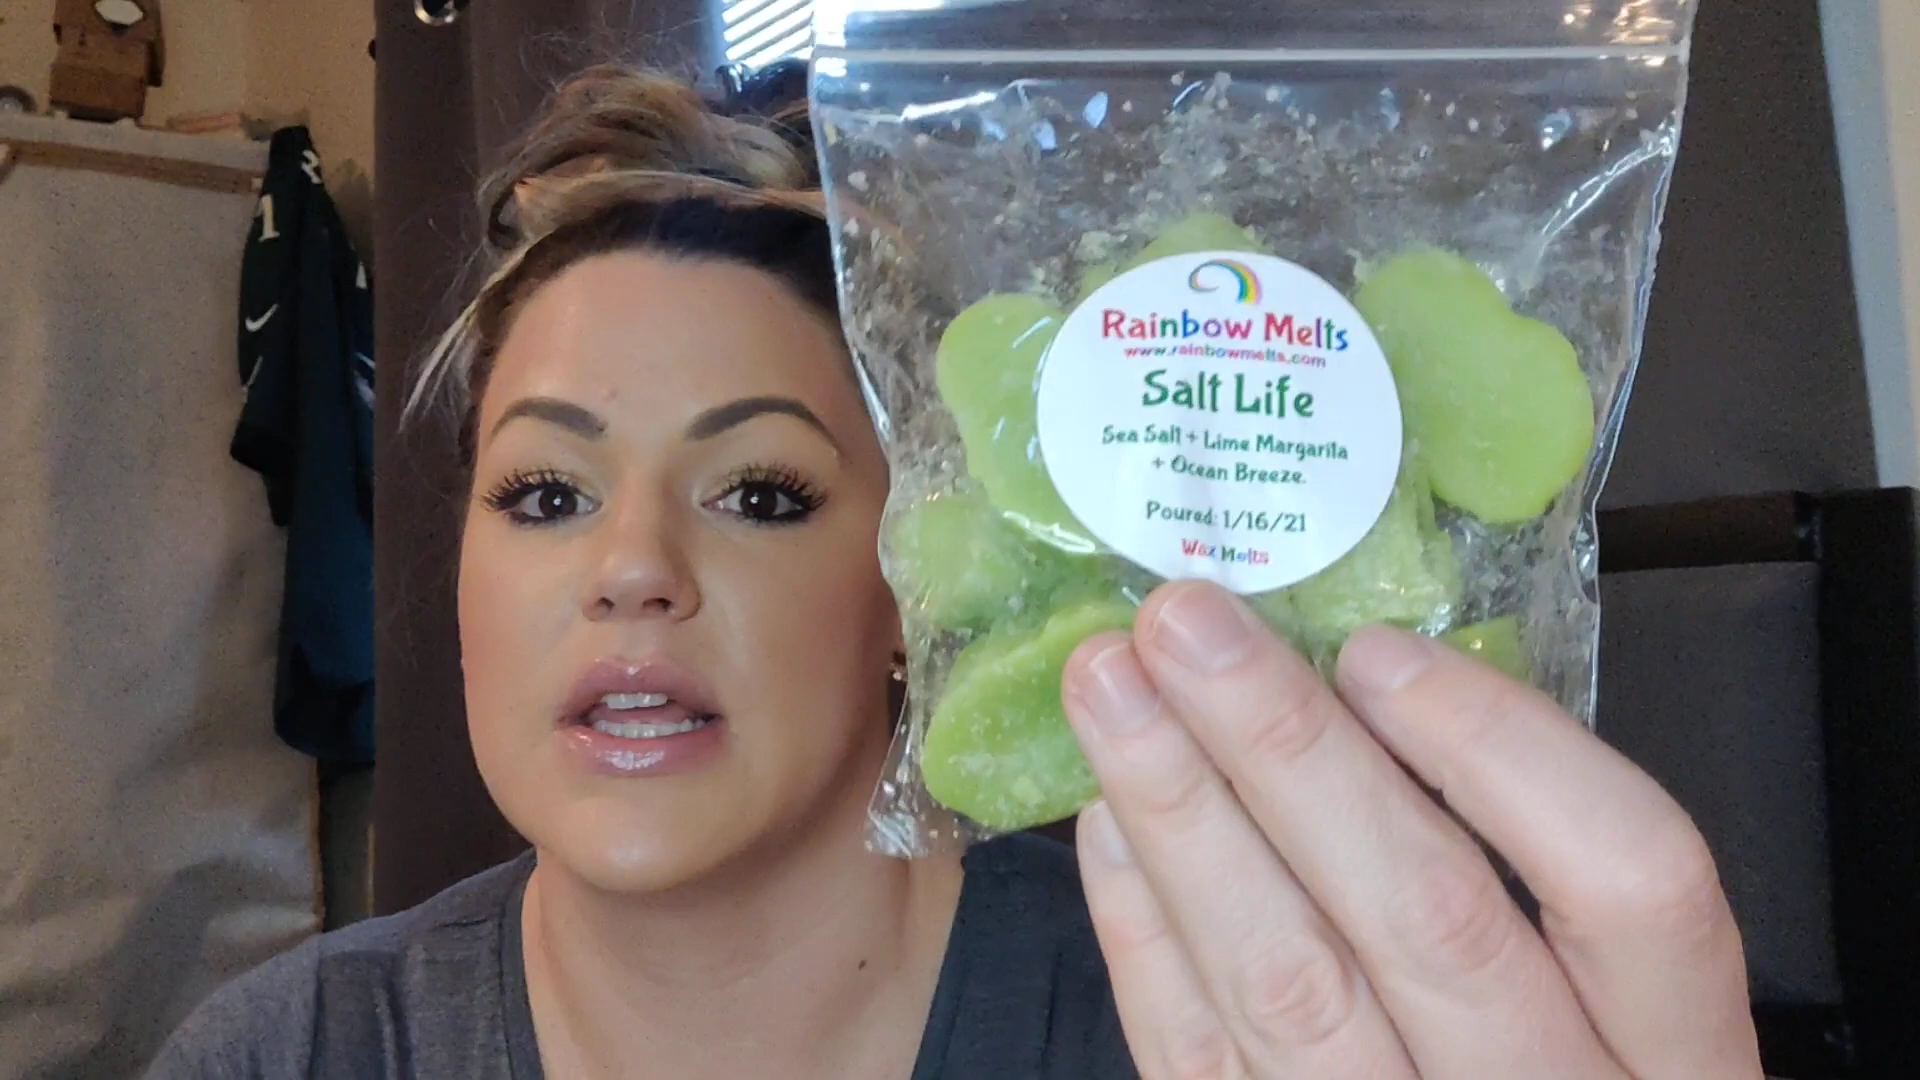 Rainbow Melts
www.rainbowmelts.com
Salt Life
Sea Salt + Lime Margarita
+ Ocean Breeze.
Poured: 1/16/21
Wax Melts
1